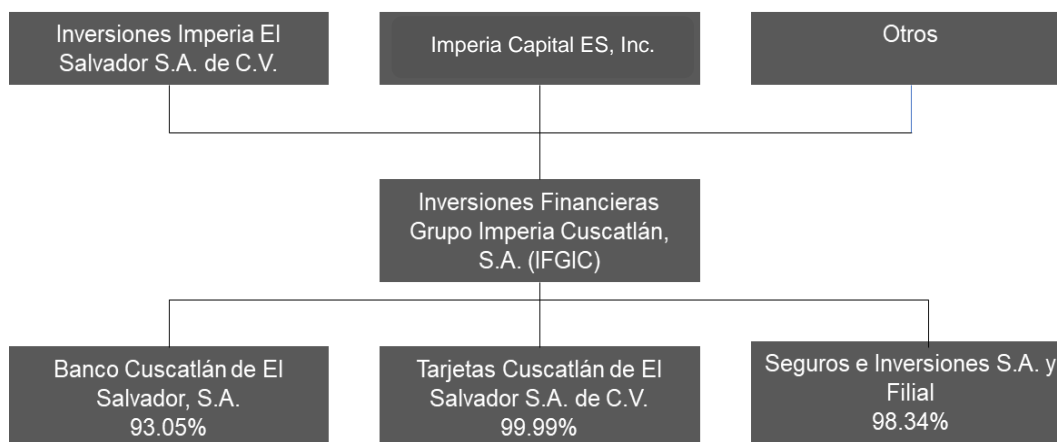 Inversiones Imperia El
Salvador S.A. de C.V.
Imperia Capital ES, Inc.
Otros
Inversiones Financieras
Grupo Imperia Cuscatlán,
S.A. (IFGIC)
Banco Cuscatlán de El
Salvador, S.A.
93.05%
Tarjetas Cuscatlán de El
Salvador S.A. de C.V.
99.99%
Seguros e Inversiones S.A. y
Filial
98.34%